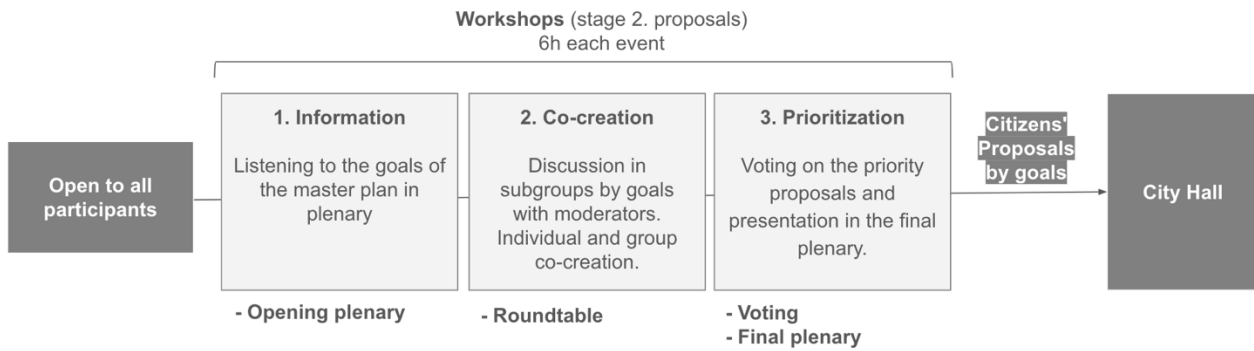 Workshops (stage 2. proposals)
6h each event
Open to all
participants
1. Information
Listening to the goals of
the master plan in
plenary
- Opening plenary
2. Co-creation
Discussion in
subgroups by goals
with moderators.
Individual and group
co-creation.
- Roundtable
3. Prioritization
Voting on the priority
proposals and
presentation in the final
plenary.
- Voting
- Final plenary
Citizens'
Proposals
by goals
City Hall